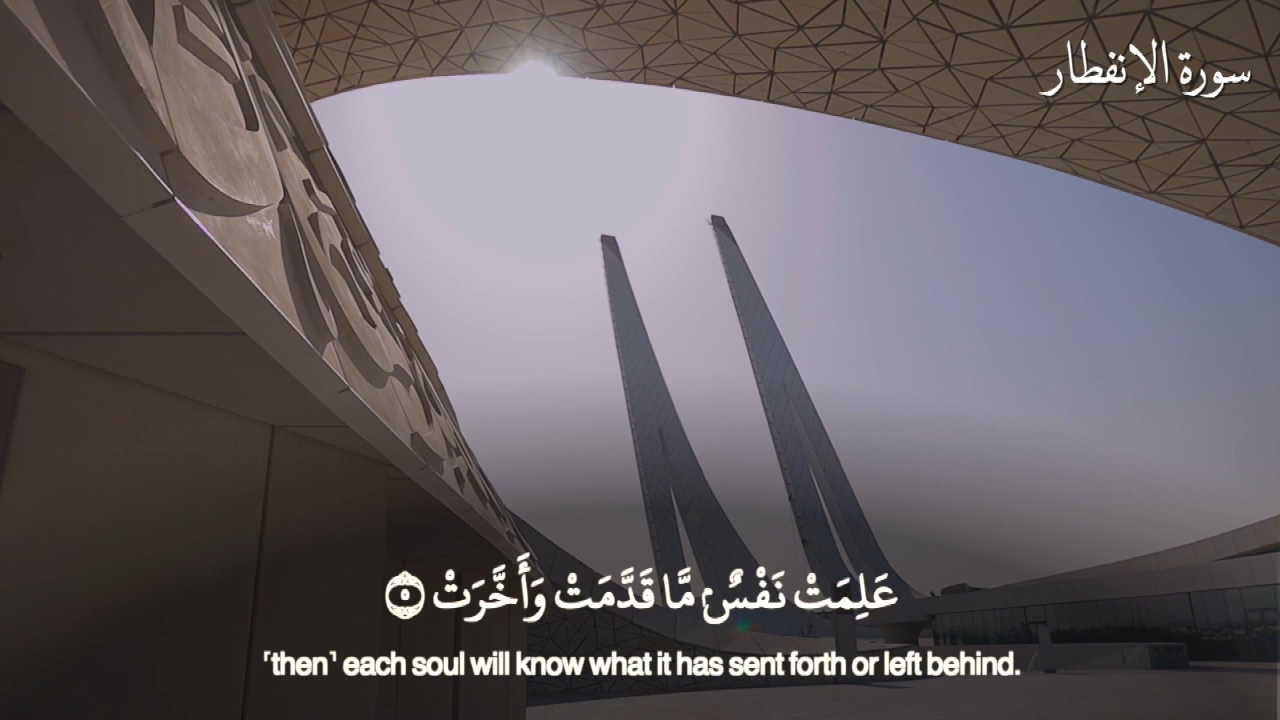 سورة الإنفطار
عَلِمَتْ نَفْسٌ مَّا قَدَّمَتْ وَأَخَّرَتْ ۝٥
⸢then⸣ each soul will know what it has sent forth or left behind.